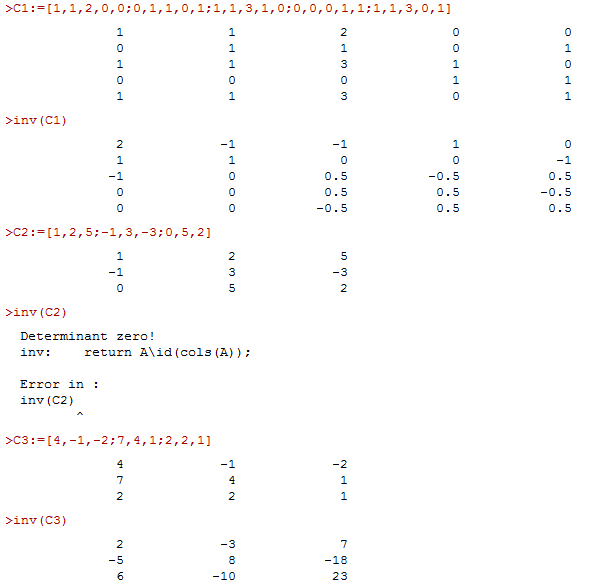 >C1:=[1,1,2,0,0;0,1,1,0,1;1,1,3,1,0;0,0,0,1,1;1,1,3,0,1]
1 1 2 0 0
0 1 1 0 1
1 1 3 1 0
0 0 0 1 1
1 1 3 0 1
>inv(C1)
2 -1 -1 1 0
1 1 0 0 -1
-1 0 0.5 -0.5 0.5
0 0 0.5 0.5 -0.5
0 0 -0.5 0.5 0.5
>C2:=[1,2,5;-1,3,-3;0,5,2]
1 2 5
-1 3 -3
0 5 2
>inv(C2)
Determinant zero!
inv: return A\id(cols(A));
Error in :
inv(C2)
^
>C3:=[4,-1,-2;7,4,1;2,2,1]
4 -1 -2
7 4 1
2 2 1
>inv(C3)
2 -3 7
-5 8 -18
6 -10 23